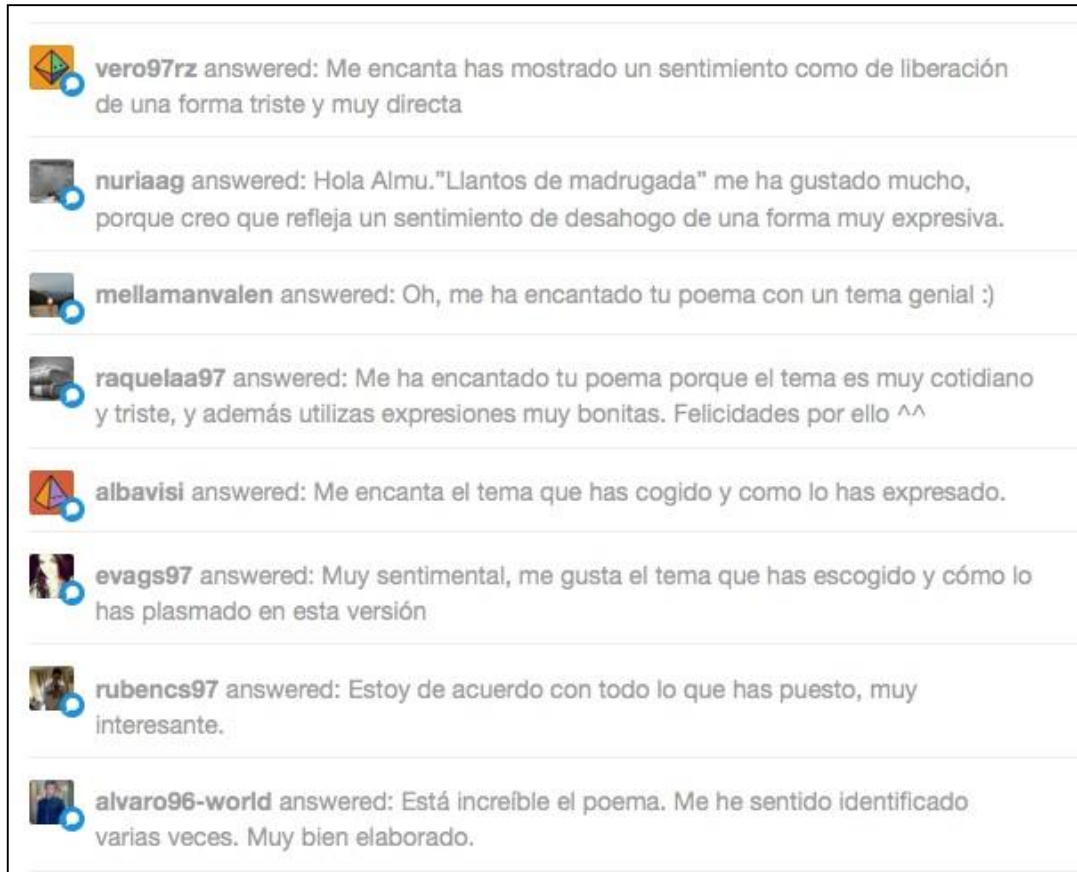 vero97rz answered: Me encanta has mostrado un sentimiento como de liberación
de una forma triste y muy directa
nuriaag answered: Hola Almu."Llantos de madrugada" me ha gustado mucho,
porque creo que refleja un sentimiento de desahogo de una forma muy expresiva.
mellamanvalen answered: Oh, me ha encantado tu poema con un tema genial :)
raquelaa97 answered: Me ha encantado tu poema porque el tema es muy cotidiano
y triste, y además utilizas expresiones muy bonitas. Felicidades por ello ^^
albavisi answered: Me encanta el tema que has cogido y como lo has expresado.
evags97 answered: Muy sentimental, me gusta el tema que has escogido y cómo lo
has plasmado en esta versión
rubencs97 answered: Estoy de acuerdo con todo lo que has puesto, muy
interesante.
alvaro96-world answered: Está increíble el poema. Me he sentido identificado
varias veces. Muy bien elaborado.